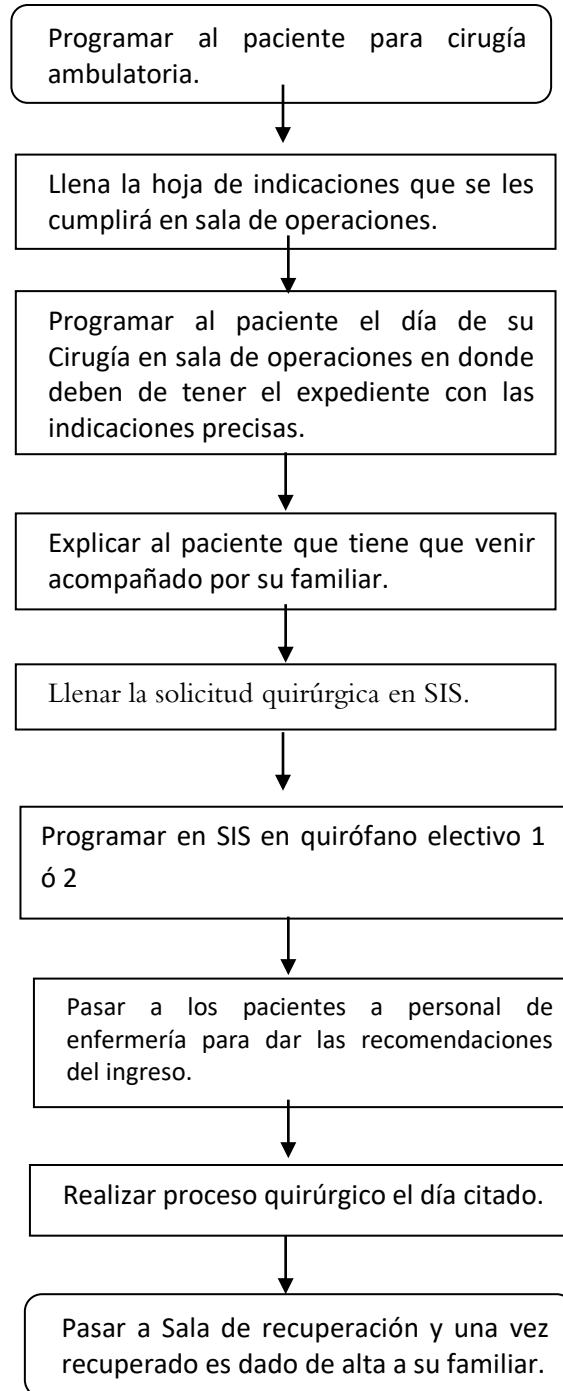 Programar al paciente para cirugía
ambulatoria.
Llena la hoja de indicaciones que se les
cumplirá en sala de operaciones.
Programar al paciente el día de su
Cirugía en sala de operaciones en donde
deben de tener el expediente con las
indicaciones precisas.
Explicar al paciente que tiene que venir
acompañado por su familiar.
Llenar la solicitud quirúrgica en SIS.
Programar en SIS en quirófano electivo 1
ó 2
Pasar a los pacientes a personal de
enfermería para dar las recomendaciones
del ingreso.
Realizar proceso quirúrgico el día citado.
Pasar a Sala de recuperación y una vez
recuperado es dado de alta a su familiar.